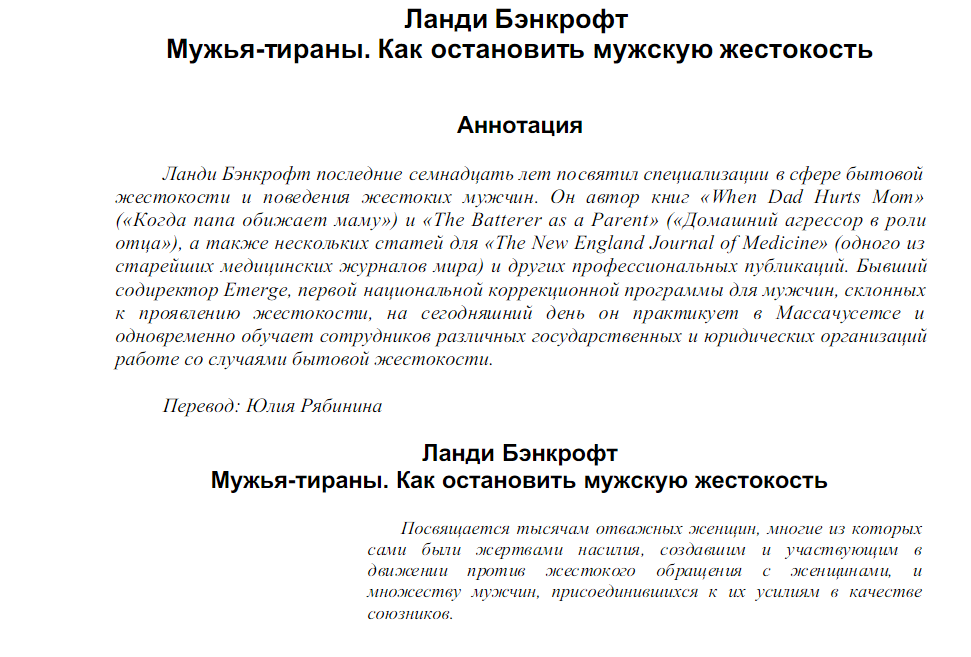 Ланди Бэнкрофт
Мужья-тираны. Как остановить мужскую жестокость
Аннотация
Ланди Бэнкрофт последние семнадцать лет посвятил специализации в сфере бытовой
жестокости и поведения жестоких мужчин. Он автор книг «When Dad Hurts Mom»
(«Когда папа обижает маму») и «The Batterer as a Parent» («Домашний агрессор в роли
отца»), а также нескольких статей для «The New England Journal of Medicine» (одного из
старейших медицинских журналов мира) и других профессиональных публикаций. Бывший
содиректор Emerge, первой национальной коррекционной программы для мужчин, склонных
к проявлению жестокости, на сегодняшний день он практикует в Массачусетсе и
одновременно обучает сотрудников различных государственных и юридических организаций
работе со случаями бытовой жестокости.
Перевод: Юлия Рябинина
Ланди Бэнкрофт
Мужья-тираны. Как остановить мужскую жестокость
Посвящается тысячам отважных женщин, многие из которых
сами были жертвами насилия, создавшим и участвующим в
движении против жестокого обращения с женщинами, и
множеству мужчин, присоединившихся к их усилиям в качестве
союзников.